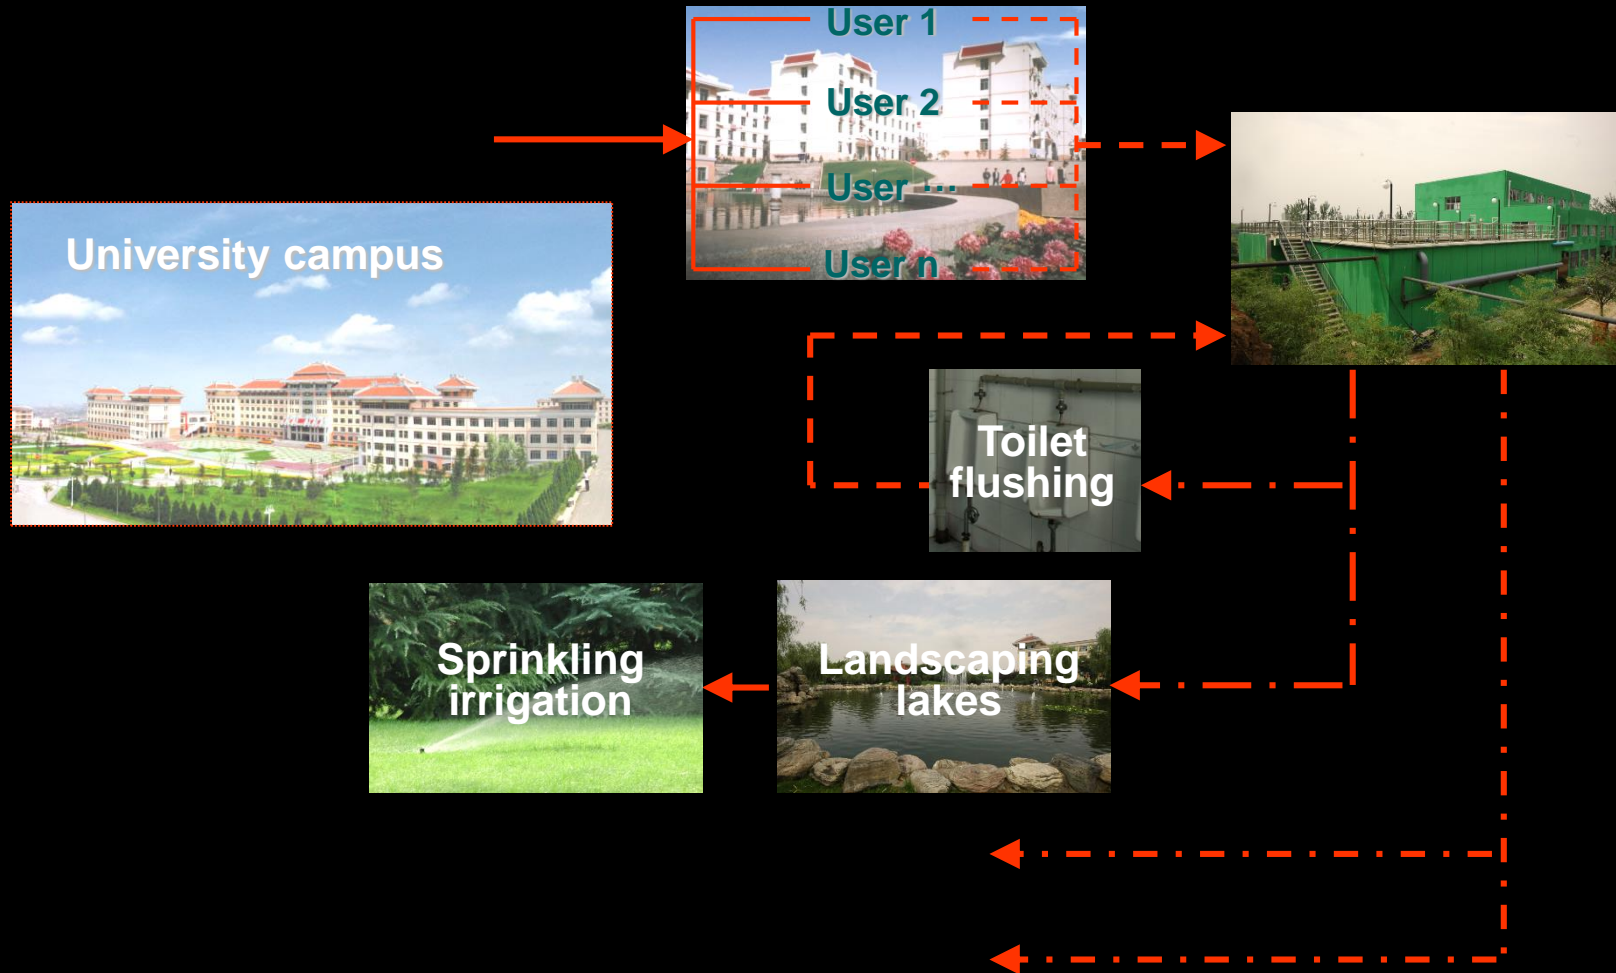 User 1
User 2
User ...
User n
University campus
Toilet
flushing
Sprinkling
irrigation
Landscaping
lakes